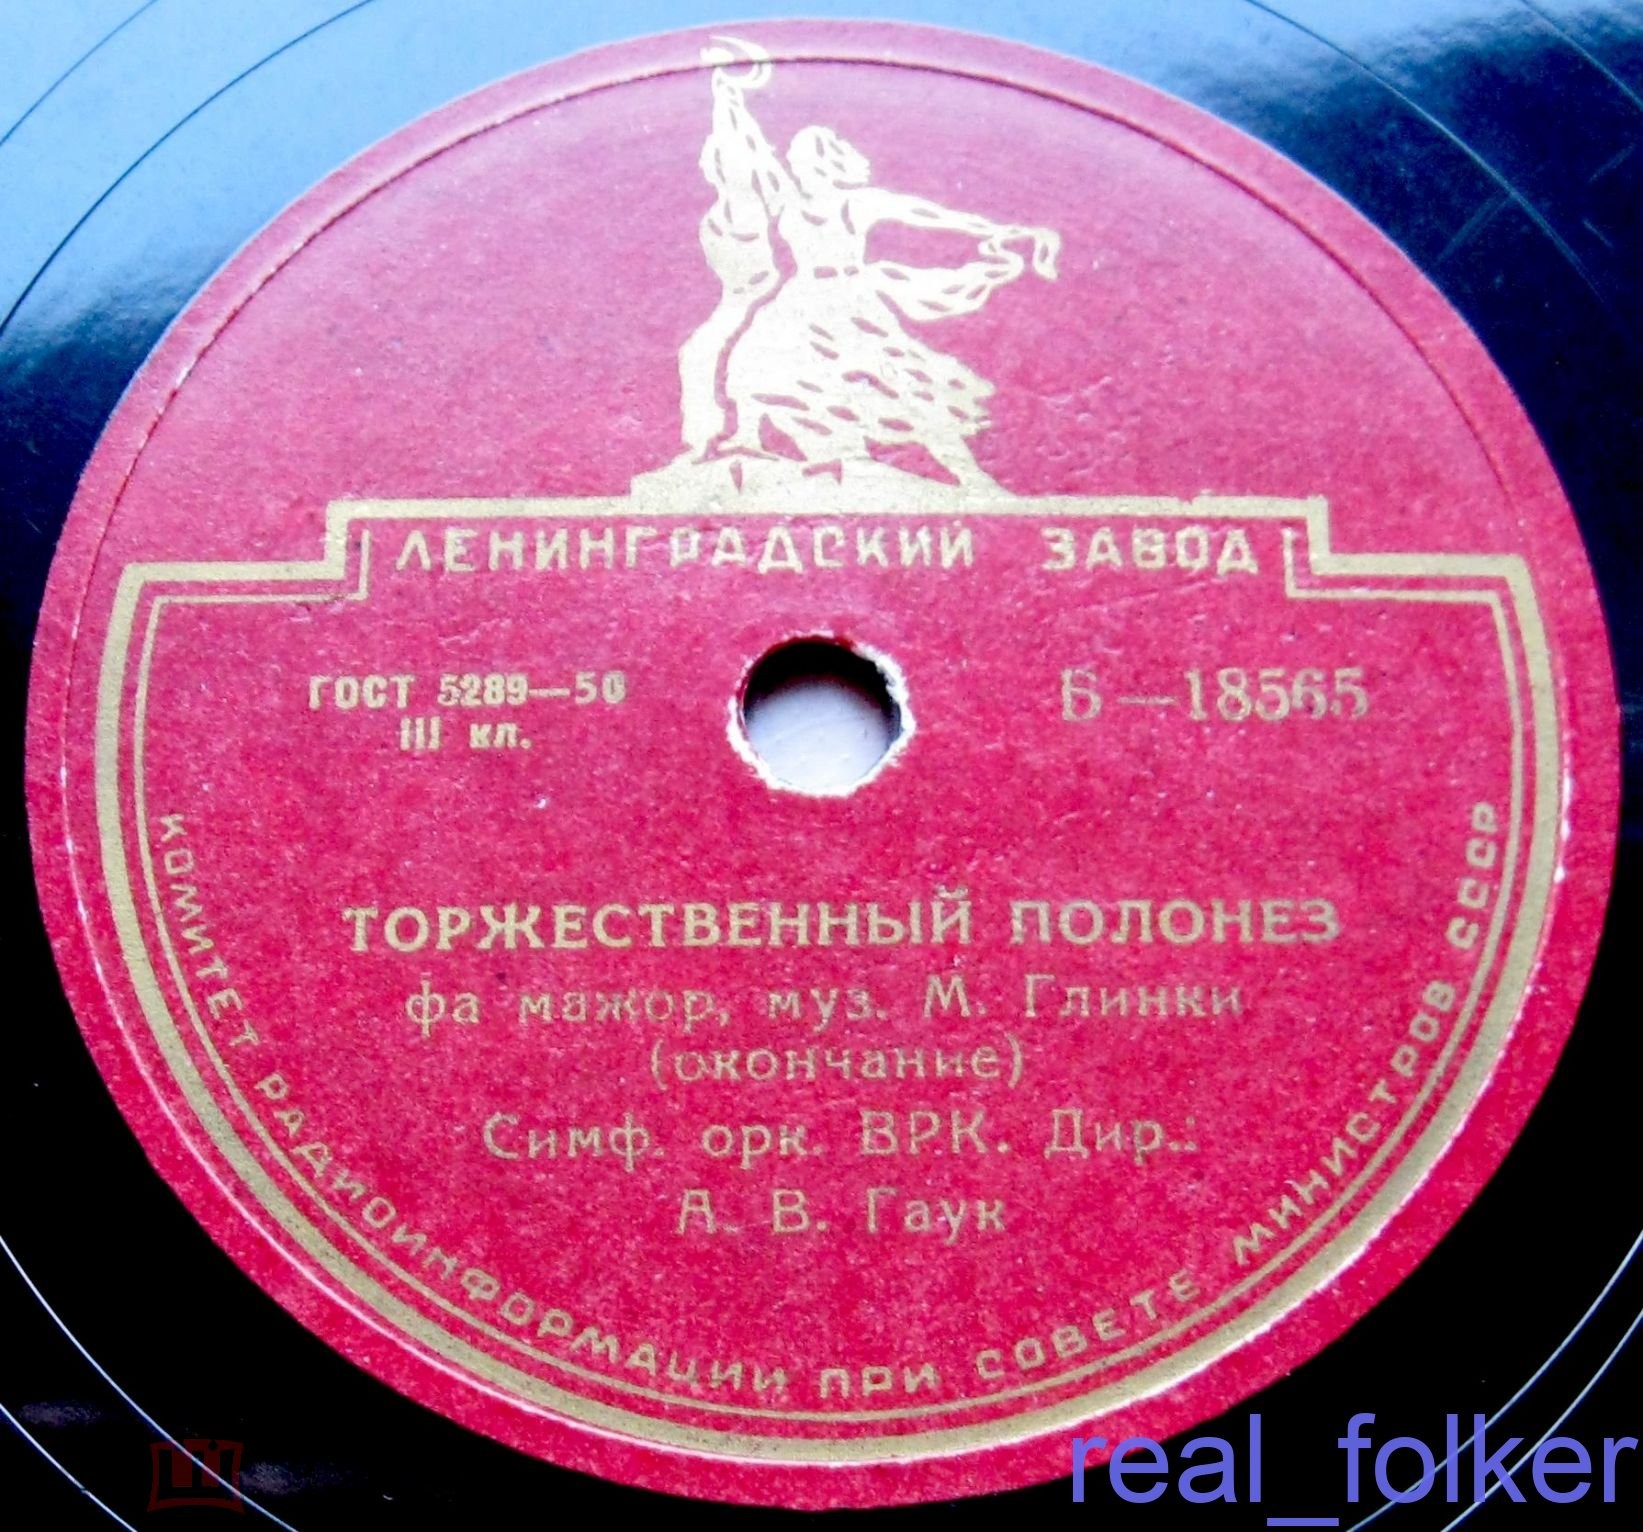 ЛЕНИНГРАДСКИЙ ЗАВОД
ГОСТ 5289—50
III кл.
Б—18565
ТОРЖЕСТВЕННЫЙ ПОЛОНЕЗ
фа мажор, муз. М. Глинки
(окончание)
Симф. орк. ВРК. Дир.:
А. В. Гаук
КОМИТЕТ РАДИОИНФОРМАЦИИ ПРИ СОВЕТЕ МИНИСТРОВ СССР
real_folker